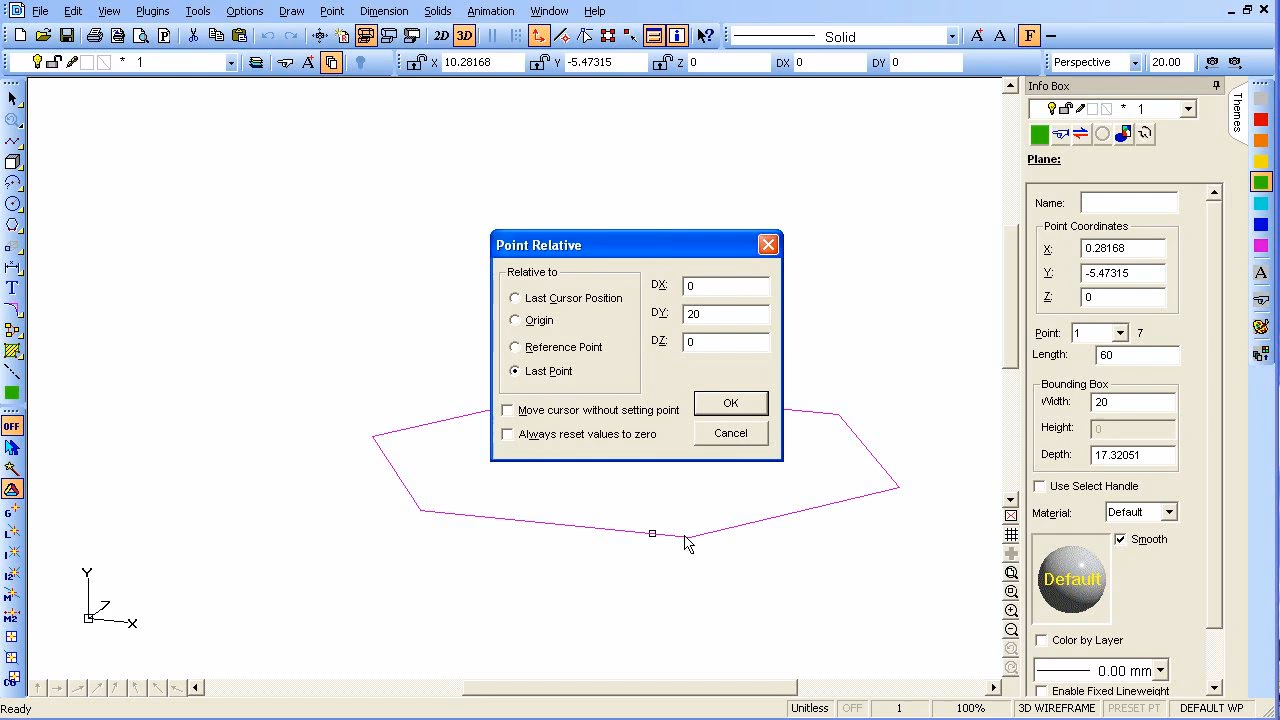 File Edit View Plugins Tools Options Draw Point Dimension Solids Animation Window Help
2D 3D Solid A A F
* 1 A X 10.28168 Y -5.47315 Z 0 DX 0 DY 0 Perspective 20.00
Info Box
* 1
Themes
Plane:
Name:
Point Coordinates
X: 0.28168
Y: -5.47315
Z: 0
Point: 1 7
Length: 60
Bounding Box
Width: 20
Height: 0
Depth: 17.32051
Use Select Handle
Material: Default
Smooth
Default
Color by Layer
0.00 mm
Enable Fixed Lineweight
Point Relative
Relative to
Last Cursor Position
Origin
Reference Point
Last Point
DX: 0
DY: 20
DZ: 0
Move cursor without setting point
Always reset values to zero
OK
Cancel
T
OFF
G
L
I
I2
M
M2
CG
A
Y
Z
X
Ready Unitless OFF 1 100% 3D WIREFRAME PRESET PT DEFAULT WP